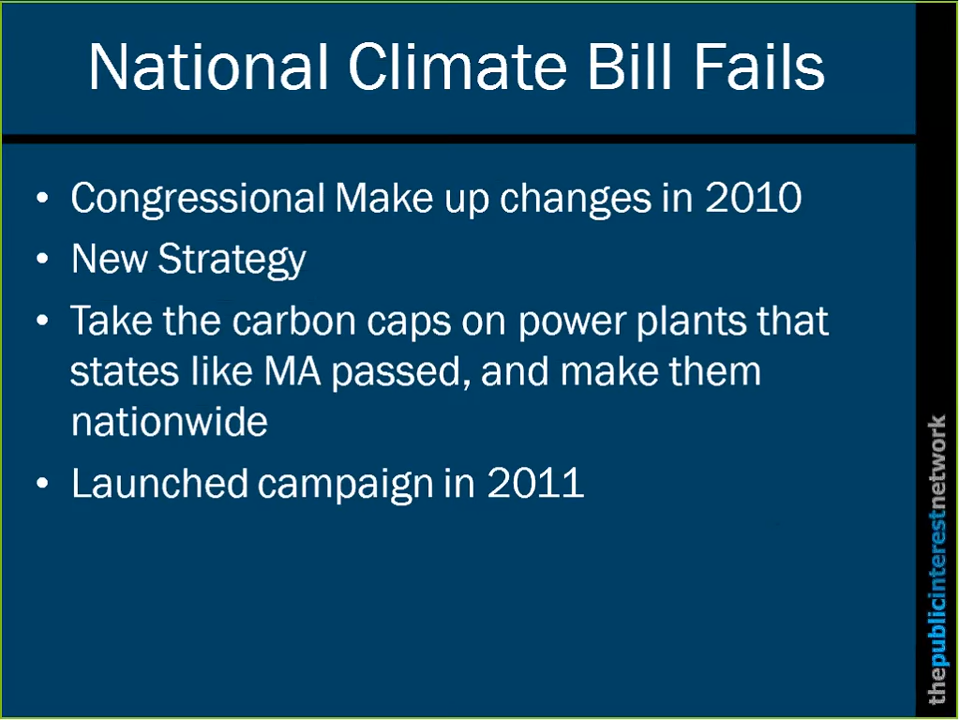 National Climate Bill Fails
• Congressional Make up changes in 2010
• New Strategy
• Take the carbon caps on power plants that
states like MA passed, and make them
nationwide
• Launched campaign in 2011
thepublicinterestnetwork